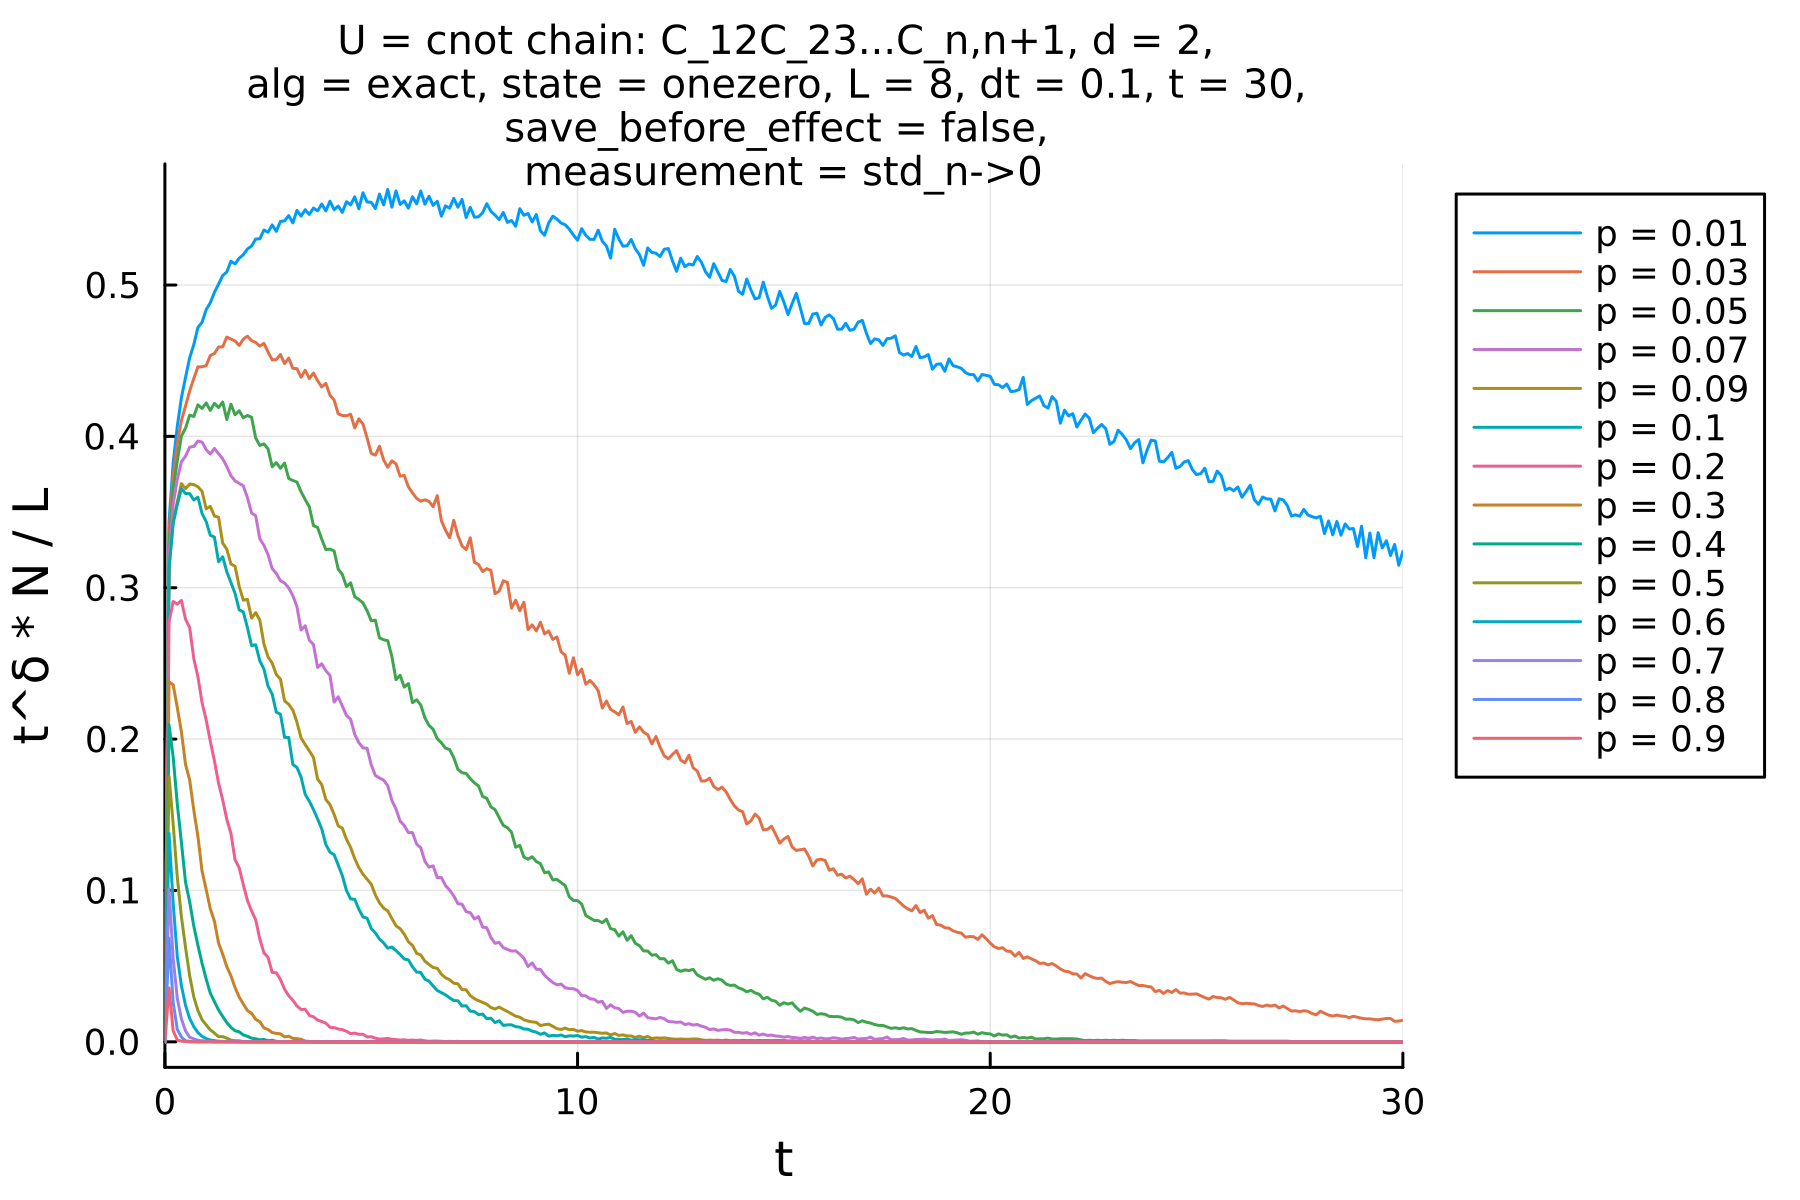 U = cnot chain: C_12C_23...C_n,n+1, d = 2,
alg = exact, state = onezero, L = 8, dt = 0.1, t = 30,
save_before_effect = false,
measurement = std_n->0
t^δ * N / L
0.5
0.4
0.3
0.2
0.1
0.0
0
10
20
30
t
p = 0.01
p = 0.03
p = 0.05
p = 0.07
p = 0.09
p = 0.1
p = 0.2
p = 0.3
p = 0.4
p = 0.5
p = 0.6
p = 0.7
p = 0.8
p = 0.9